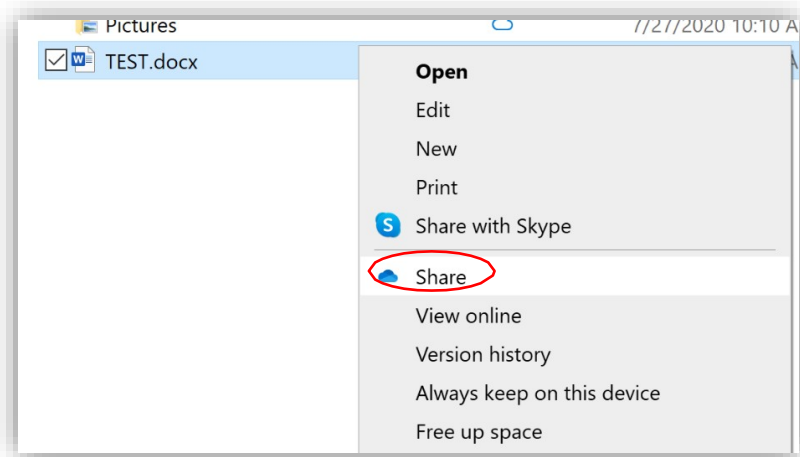 Pictures 7/27/2020 10:10 A
TEST.docx
Open
Edit
New
Print
Share with Skype
Share
View online
Version history
Always keep on this device
Free up space